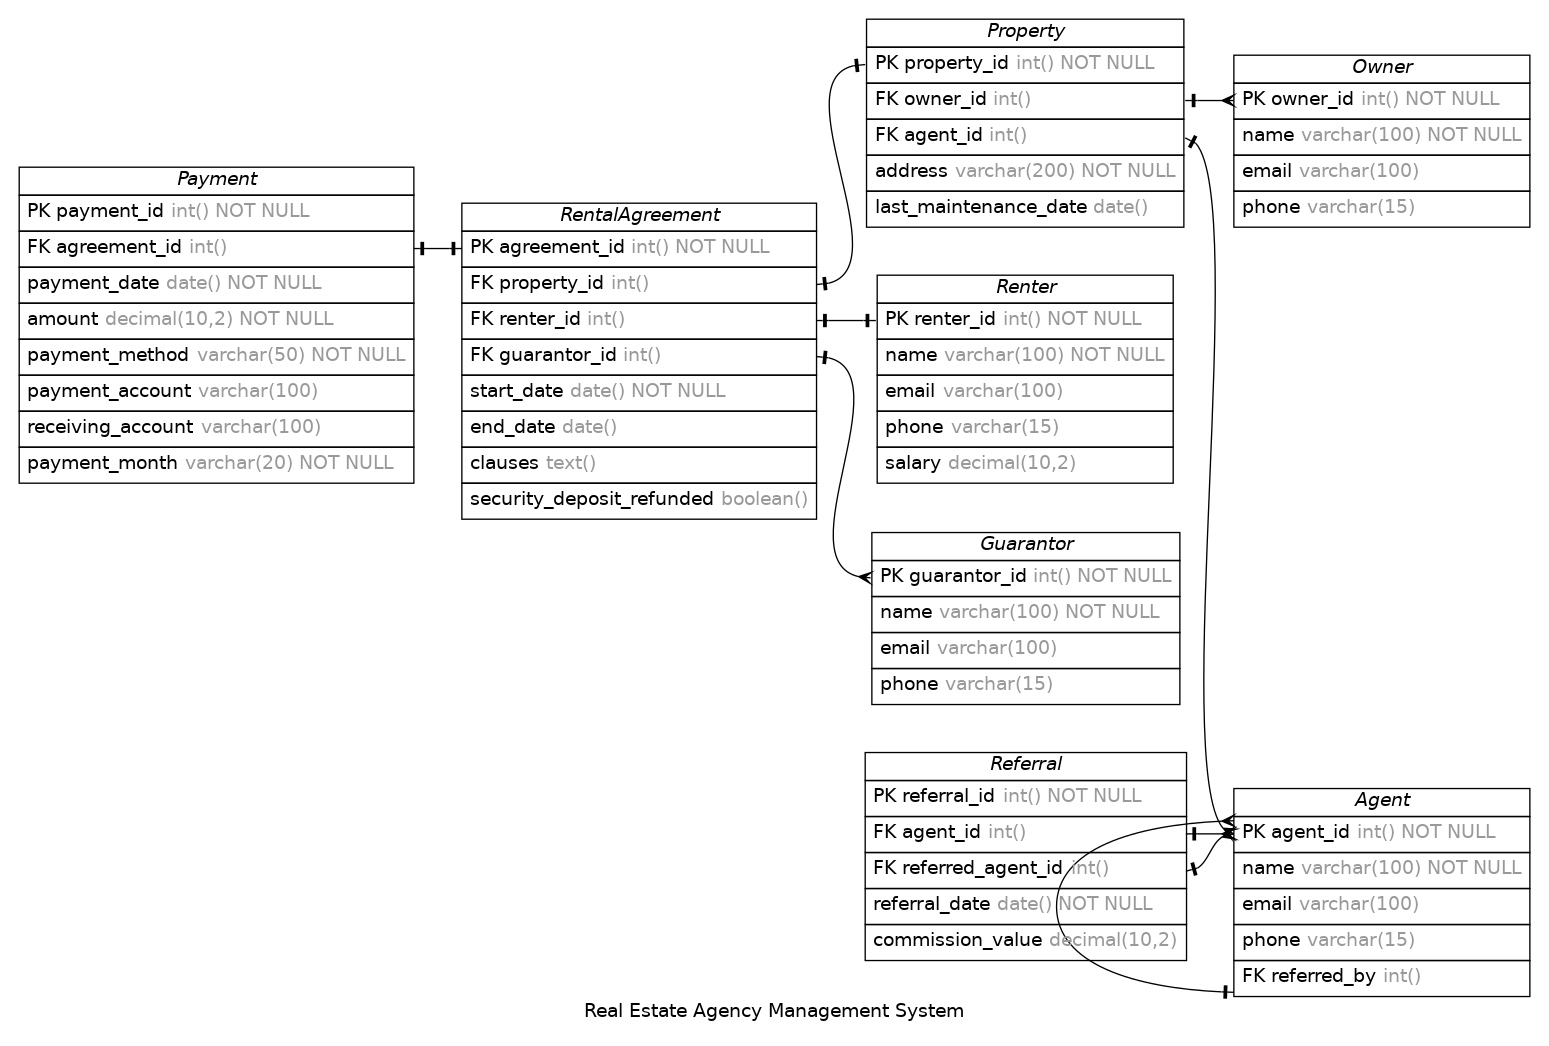 Payment
PK payment_id int() NOT NULL
FK agreement_id int()
payment_date date() NOT NULL
amount decimal(10,2) NOT NULL
payment_method varchar(50) NOT NULL
payment_account varchar(100)
receiving_account varchar(100)
payment_month varchar(20) NOT NULL
RentalAgreement
PK agreement_id int() NOT NULL
FK property_id int()
FK renter_id int()
FK guarantor_id int()
start_date date() NOT NULL
end_date date()
clauses text()
security_deposit_refunded boolean()
Property
PK property_id int() NOT NULL
FK owner_id int()
FK agent_id int()
address varchar(200) NOT NULL
last_maintenance_date date()
Owner
PK owner_id int() NOT NULL
name varchar(100) NOT NULL
email varchar(100)
phone varchar(15)
Renter
PK renter_id int() NOT NULL
name varchar(100) NOT NULL
email varchar(100)
phone varchar(15)
salary decimal(10,2)
Guarantor
PK guarantor_id int() NOT NULL
name varchar(100) NOT NULL
email varchar(100)
phone varchar(15)
Referral
PK referral_id int() NOT NULL
FK agent_id int()
FK referred_agent_id int()
referral_date date() NOT NULL
commission_value decimal(10,2)
Agent
PK agent_id int() NOT NULL
name varchar(100) NOT NULL
email varchar(100)
phone varchar(15)
FK referred_by int()
Real Estate Agency Management System